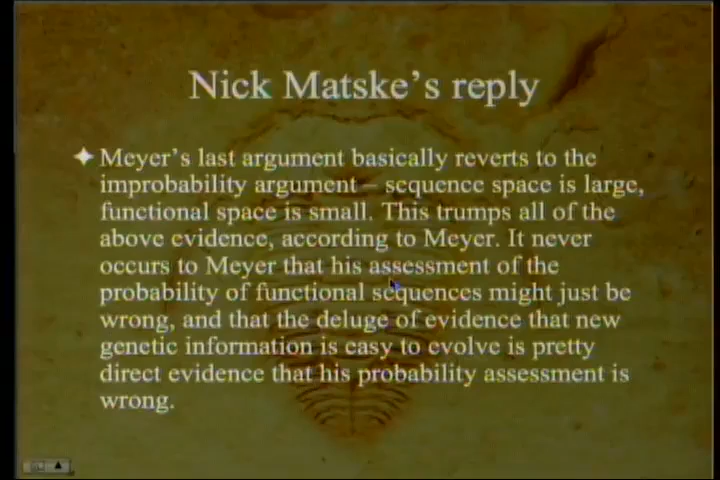 Nick Matske's reply
Meyer's last argument basically reverts to the
improbability argument – sequence space is large,
functional space is small. This trumps all of the
above evidence, according to Meyer. It never
occurs to Meyer that his assessment of the
probability of functional sequences might just be
wrong, and that the deluge of evidence that new
genetic information is easy to evolve is pretty
direct evidence that his probability assessment is
wrong.